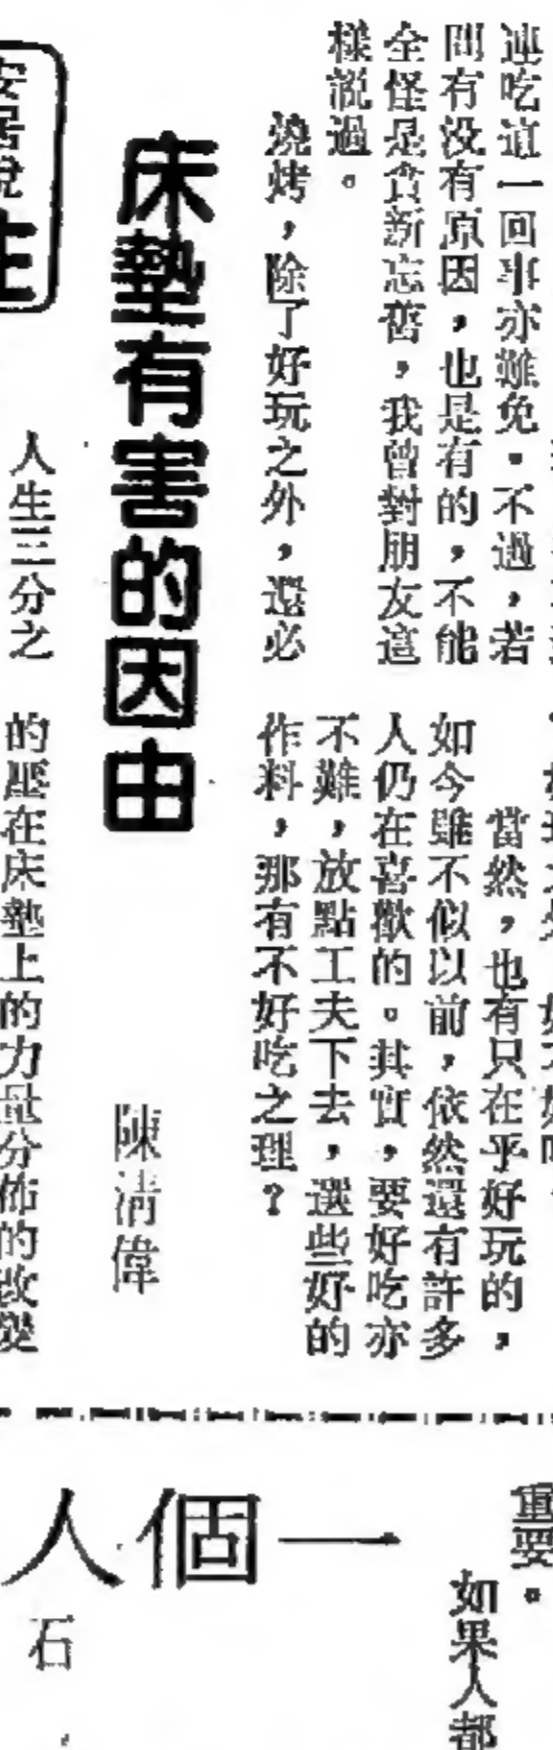 連吃這一回事亦難免。不過,若
問有没有原因,也是有的,不能
全怪是貪新忘舊,我曾對朋友這
樣説過。
燒烤,除了好玩之外,還必
當然,也有只在乎好玩的,
如今雖不似以前,依然還有許多
人仍在喜歡的。其實,要好吃亦
不難,放點工夫下去,選些好的
作料,那有不好吃之理?
床墊有害的因由
陳清偉
安居説
人生三分之
的壓在床墊上的力量分佈的改變
重要。
如果人都
一個人
石